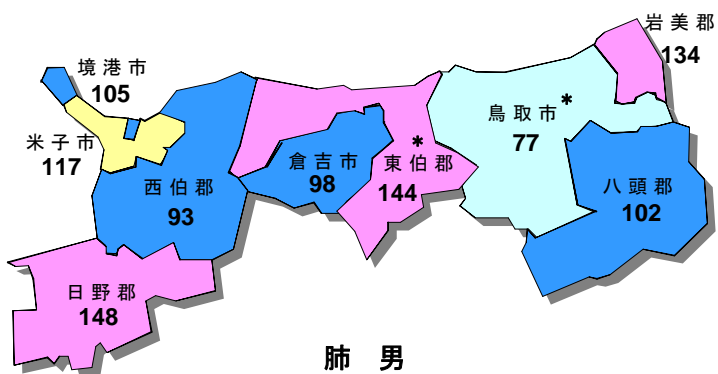 岩美郡
134
境港市
105
鳥取市*
77
米子市
117
倉吉市
98
*
東伯郡
144
西伯郡
93
八頭郡
102
日野郡
148
肺 男